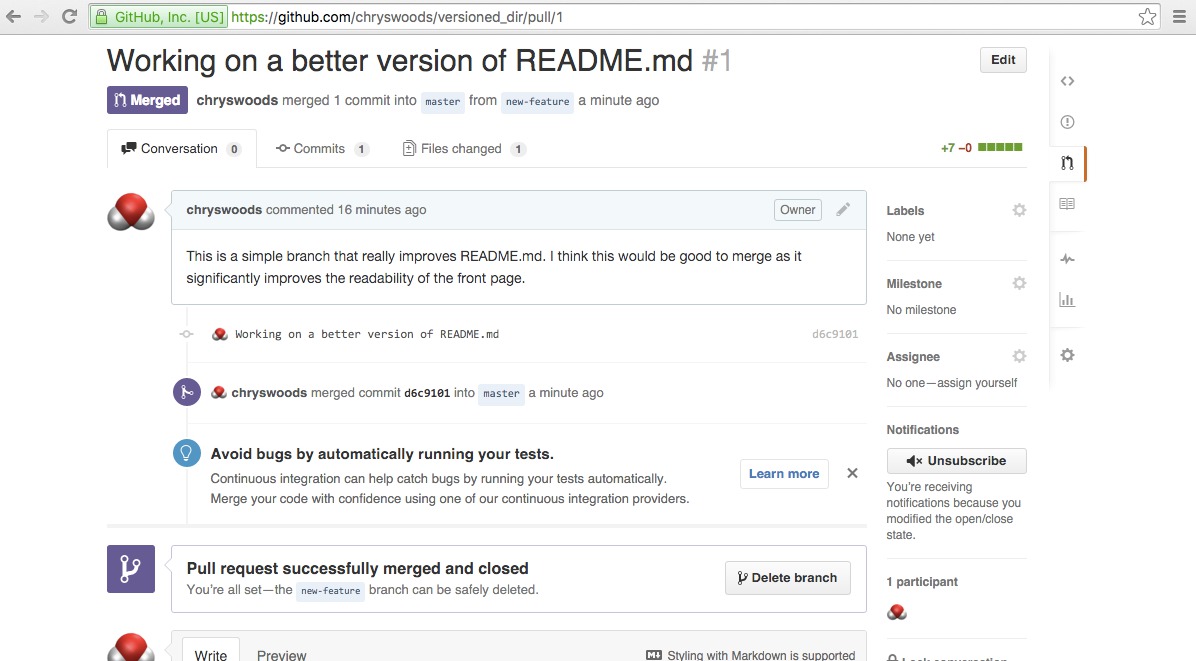 GitHub, Inc. [US] https://github.com/chryswoods/versioned_dir/pull/1
Working on a better version of README.md #1
Edit
Merged chryswoods merged 1 commit into master from new-feature a minute ago
Conversation 0 Commits 1 Files changed 1 +7 −0
chryswoods commented 16 minutes ago Owner
This is a simple branch that really improves README.md. I think this would be good to merge as it
significantly improves the readability of the front page.
Working on a better version of README.md d6c9101
chryswoods merged commit d6c9101 into master a minute ago
Avoid bugs by automatically running your tests.
Continuous integration can help catch bugs by running your tests automatically.
Merge your code with confidence using one of our continuous integration providers.
Learn more
Pull request successfully merged and closed
You're all set—the new-feature branch can be safely deleted.
Delete branch
Write Preview Styling with Markdown is supported
Labels
None yet
Milestone
No milestone
Assignee
No one—assign yourself
Notifications
Unsubscribe
You're receiving
notifications because you
modified the open/close
state.
1 participant
Lock conversation